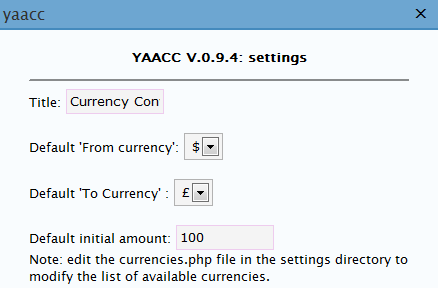 yaacc
YAACC V.0.9.4: settings
Title: Currency Con
Default 'From currency': $
Default 'To Currency' : £
Default initial amount: 100
Note: edit the currencies.php file in the settings directory to
modify the list of available currencies.